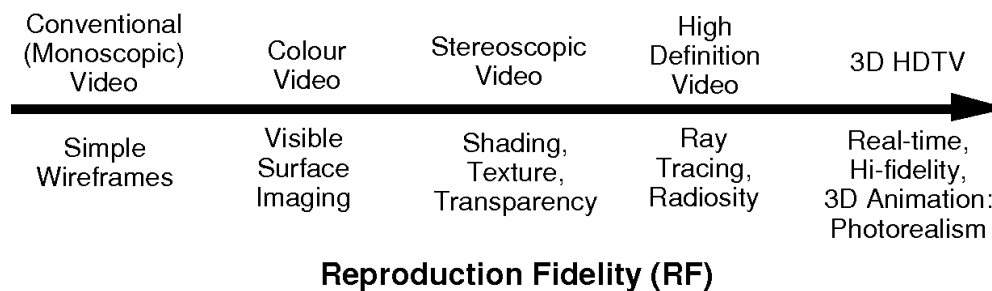 Conventional
(Monoscopic)
Video
Colour
Video
Stereoscopic
Video
High
Definition
Video
3D HDTV
Simple
Wireframes
Visible
Surface
Imaging
Shading,
Texture,
Transparency
Ray
Tracing,
Radiosity
Real-time,
Hi-fidelity,
3D Animation:
Photorealism
Reproduction Fidelity (RF)